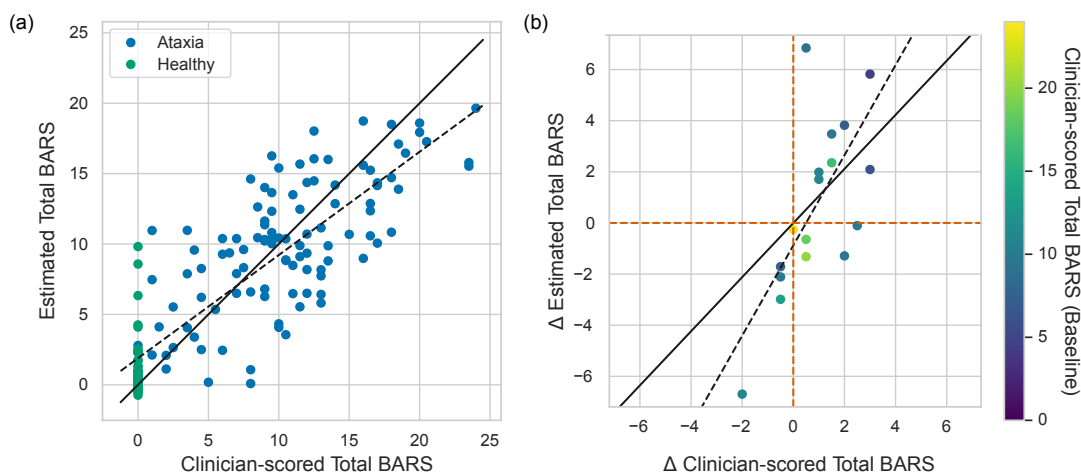 (a)
25
20
15
10
5
0
Estimated Total BARS
Ataxia
Healthy
0 5 10 15 20 25
Clinician-scored Total BARS
(b)
6
4
2
0
−2
−4
−6
Δ Estimated Total BARS
−6 −4 −2 0 2 4 6
Δ Clinician-scored Total BARS
20
15
10
5
0
Clinician-scored Total BARS (Baseline)